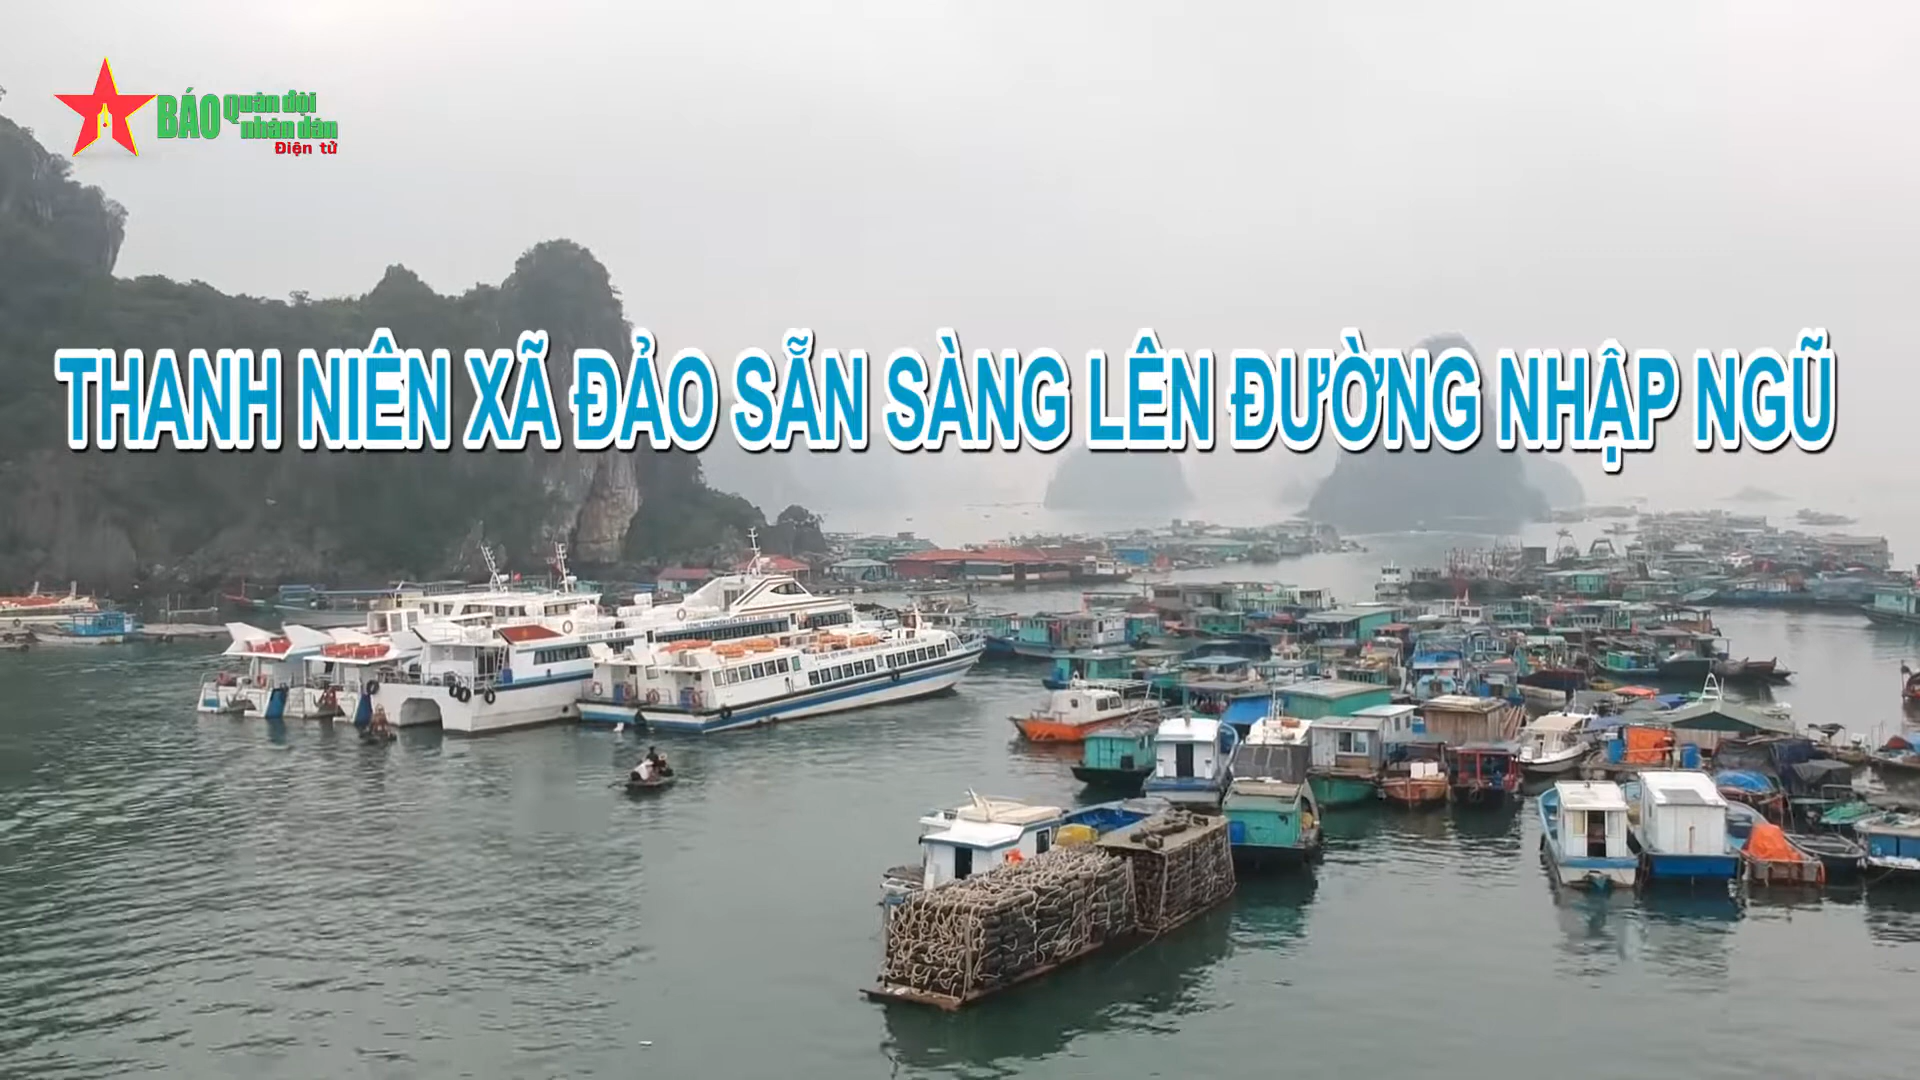 BÁO Quân đội
nhân dân
Điện tử
THANH NIÊN XÃ ĐẢO SẴN SÀNG LÊN ĐƯỜNG NHẬP NGŨ